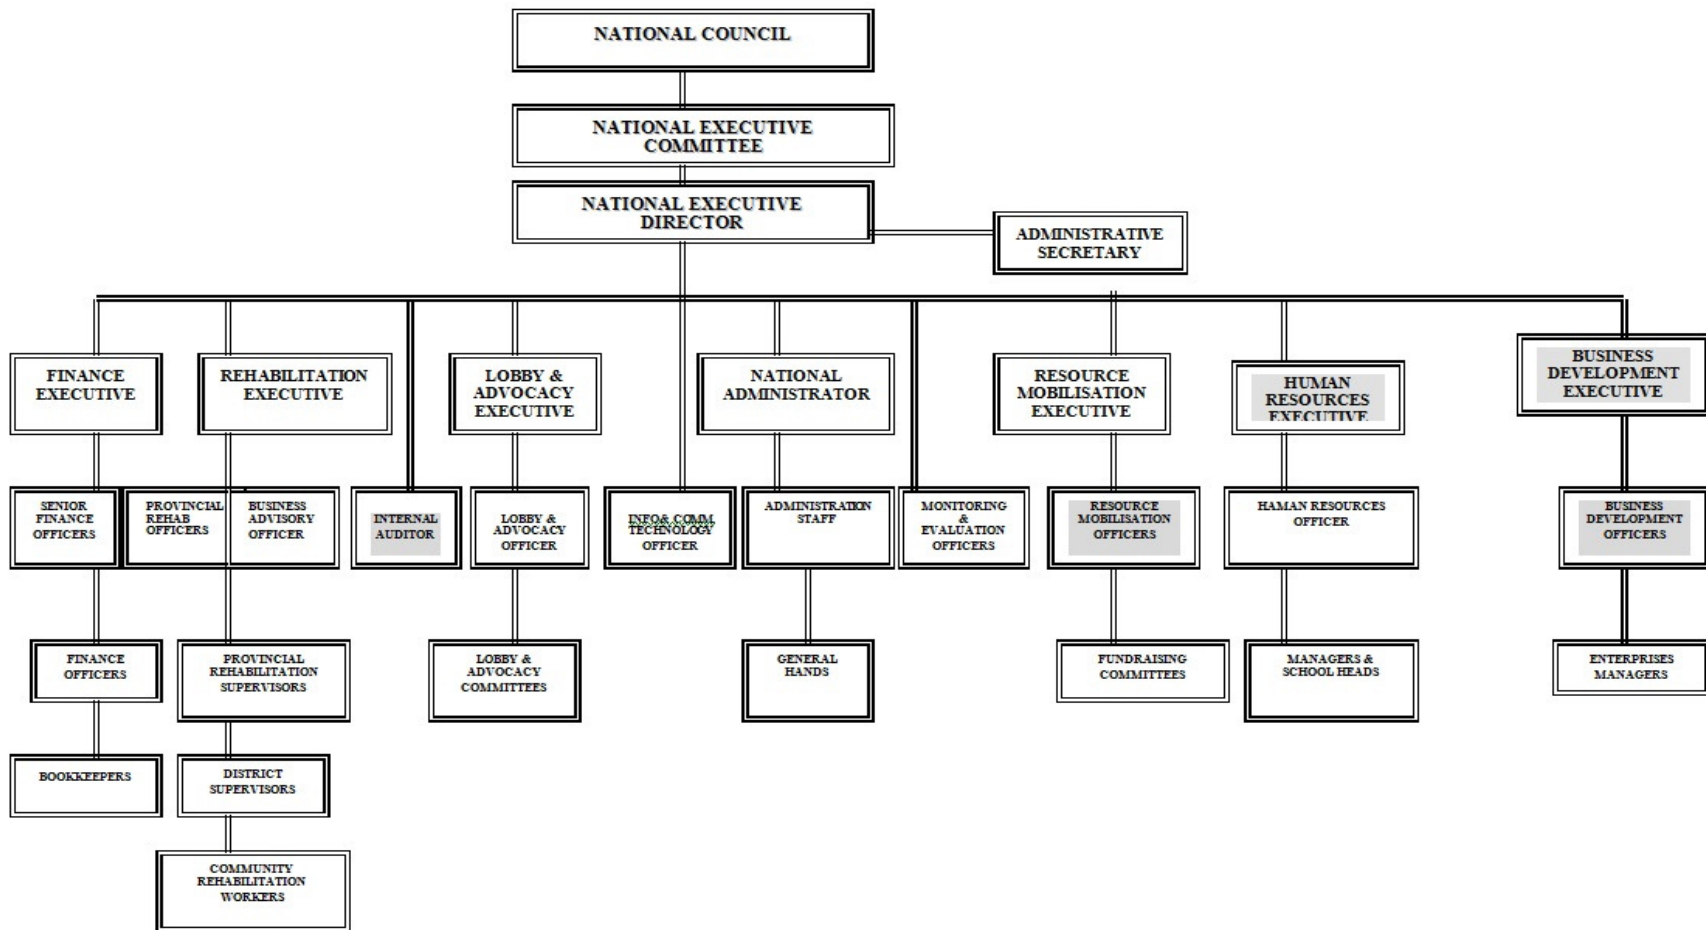 NATIONAL COUNCIL
NATIONAL EXECUTIVE
COMMITTEE
NATIONAL EXECUTIVE
DIRECTOR
ADMINISTRATIVE
SECRETARY
FINANCE
EXECUTIVE
REHABILITATION
EXECUTIVE
LOBBY &
ADVOCACY
EXECUTIVE
NATIONAL
ADMINISTRATOR
RESOURCE
MOBILISATION
EXECUTIVE
HUMAN
RESOURCES
EXECUTIVE
BUSINESS
DEVELOPMENT
EXECUTIVE
SENIOR
FINANCE
OFFICERS
PROVINCIAL
REHAB
OFFICERS
BUSINESS
ADVISORY
OFFICER
INTERNAL
AUDITOR
LOBBY &
ADVOCACY
OFFICER
INFO& COMM
TECHNOLOGY
OFFICER
ADMINISTRATION
STAFF
MONITORING
&
EVALUATION
OFFICERS
RESOURCE
MOBILISATION
OFFICERS
HAMAN RESOURCES
OFFICER
BUSINESS
DEVELOPMENT
OFFICERS
FINANCE
OFFICERS
PROVINCIAL
REHABILITATION
SUPERVISORS
LOBBY &
ADVOCACY
COMMITTEES
GENERAL
HANDS
FUNDRAISING
COMMITTEES
MANAGERS &
SCHOOL HEADS
ENTERPRISES
MANAGERS
BOOKKEEPERS
DISTRICT
SUPERVISORS
COMMUNITY
REHABILITATION
WORKERS